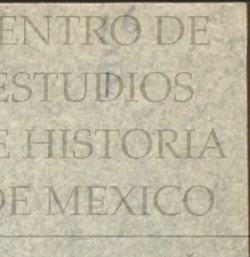 ENTRO DE
ESTUDIOS
E HISTORIA
DE MEXICO